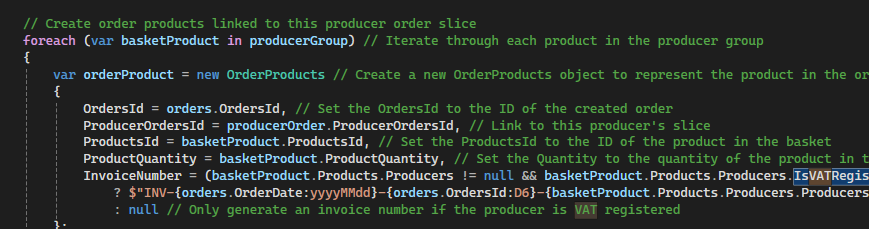 // Create order products linked to this producer order slice
foreach (var basketProduct in producerGroup) // Iterate through each product in the producer group
{
var orderProduct = new OrderProducts // Create a new OrderProducts object to represent the product in the or
{
OrdersId = orders.OrdersId, // Set the OrdersId to the ID of the created order
ProducerOrdersId = producerOrder.ProducerOrdersId, // Link to this producer's slice
ProductsId = basketProduct.ProductsId, // Set the ProductsId to the ID of the product in the basket
ProductQuantity = basketProduct.ProductQuantity, // Set the Quantity to the quantity of the product in t
InvoiceNumber = (basketProduct.Products.Producers != null && basketProduct.Products.Producers.IsVATRegis
? $"INV-{orders.OrderDate:yyyyMMdd}-{orders.OrdersId:D6}-{basketProduct.Products.Producers.Producers
: null // Only generate an invoice number if the producer is VAT registered
};